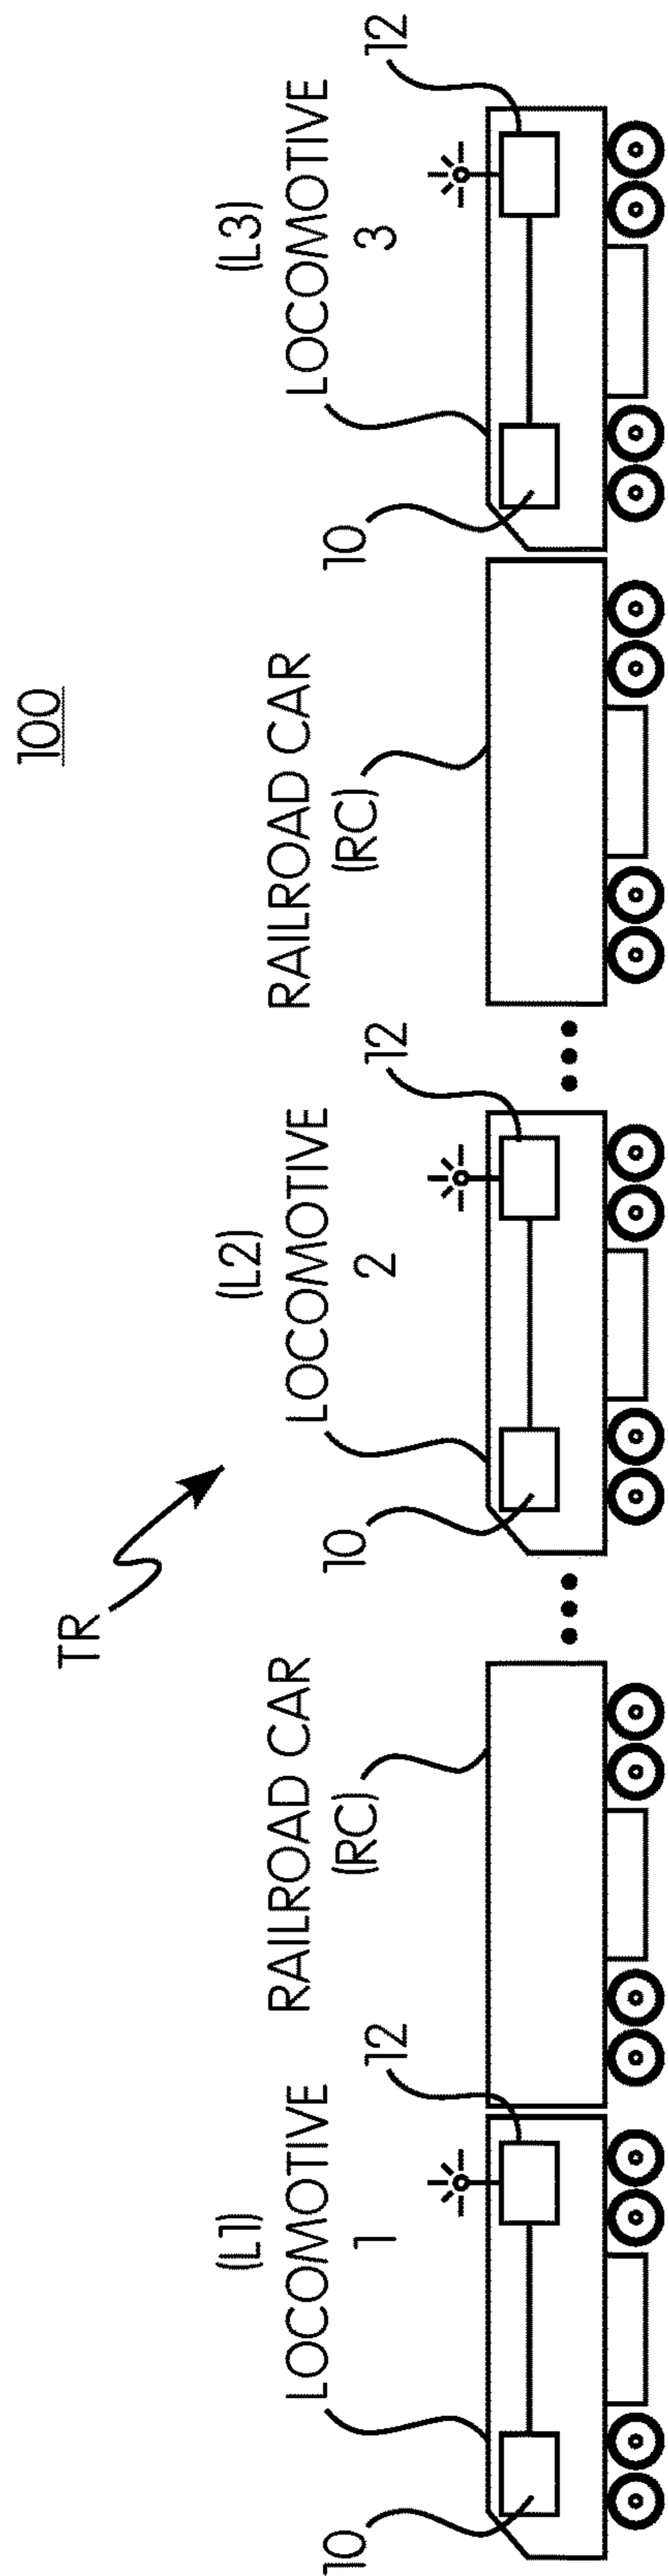 100
TR
(L1)
LOCOMOTIVE
1
10
12
RAILROAD CAR
(RC)
(L2)
LOCOMOTIVE
2
10
12
RAILROAD CAR
(RC)
(L3)
LOCOMOTIVE
3
10
12